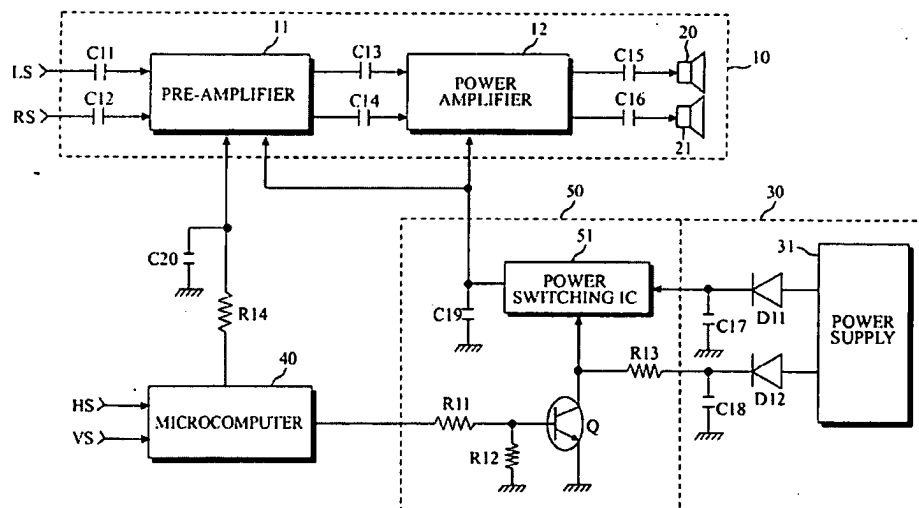 11
12
20
10
C11
C13
C15
LS
PRE-AMPLIFIER
POWER
AMPLIFIER
C12
C14
C16
RS
21
50
30
51
31
C20
POWER
SWITCHING IC
C19
C17
D11
POWER
SUPPLY
R14
R13
40
C18
D12
HS
MICROCOMPUTER
R11
VS
Q
R12